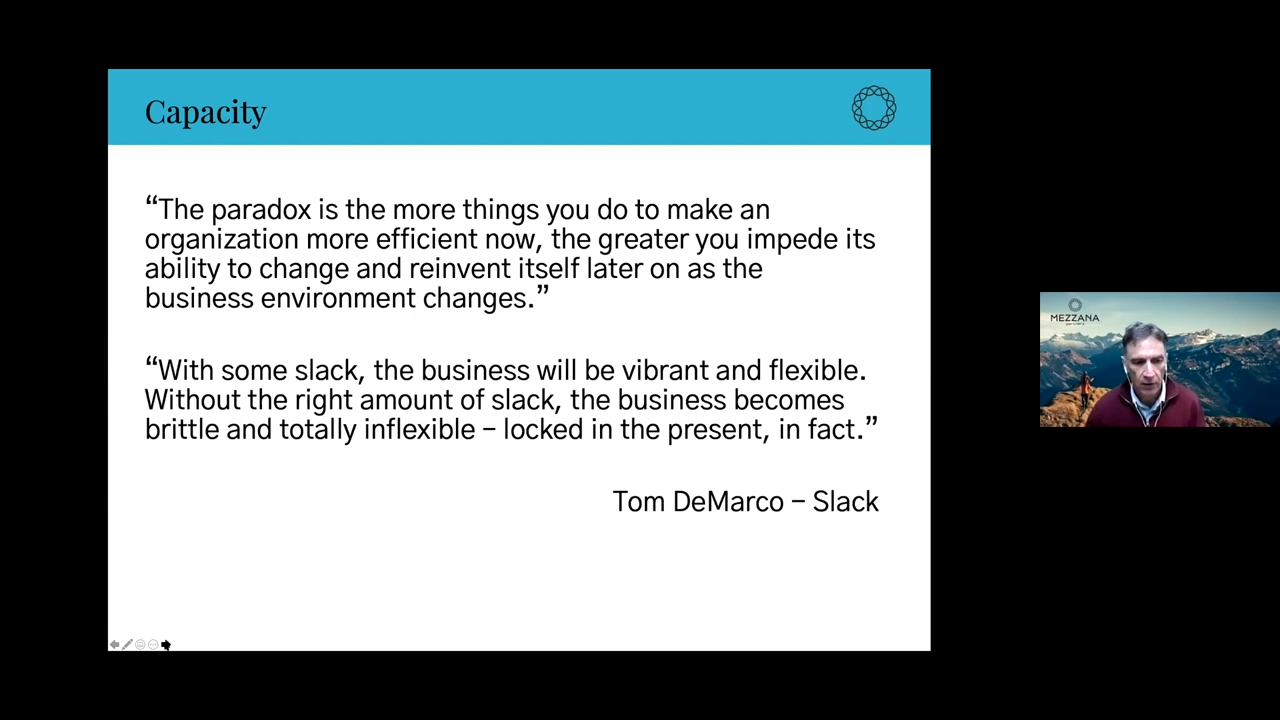 Capacity
“The paradox is the more things you do to make an
organization more efficient now, the greater you impede its
ability to change and reinvent itself later on as the
business environment changes.”
“With some slack, the business will be vibrant and flexible.
Without the right amount of slack, the business becomes
brittle and totally inflexible – locked in the present, in fact.”
Tom DeMarco – Slack
MEZZANA